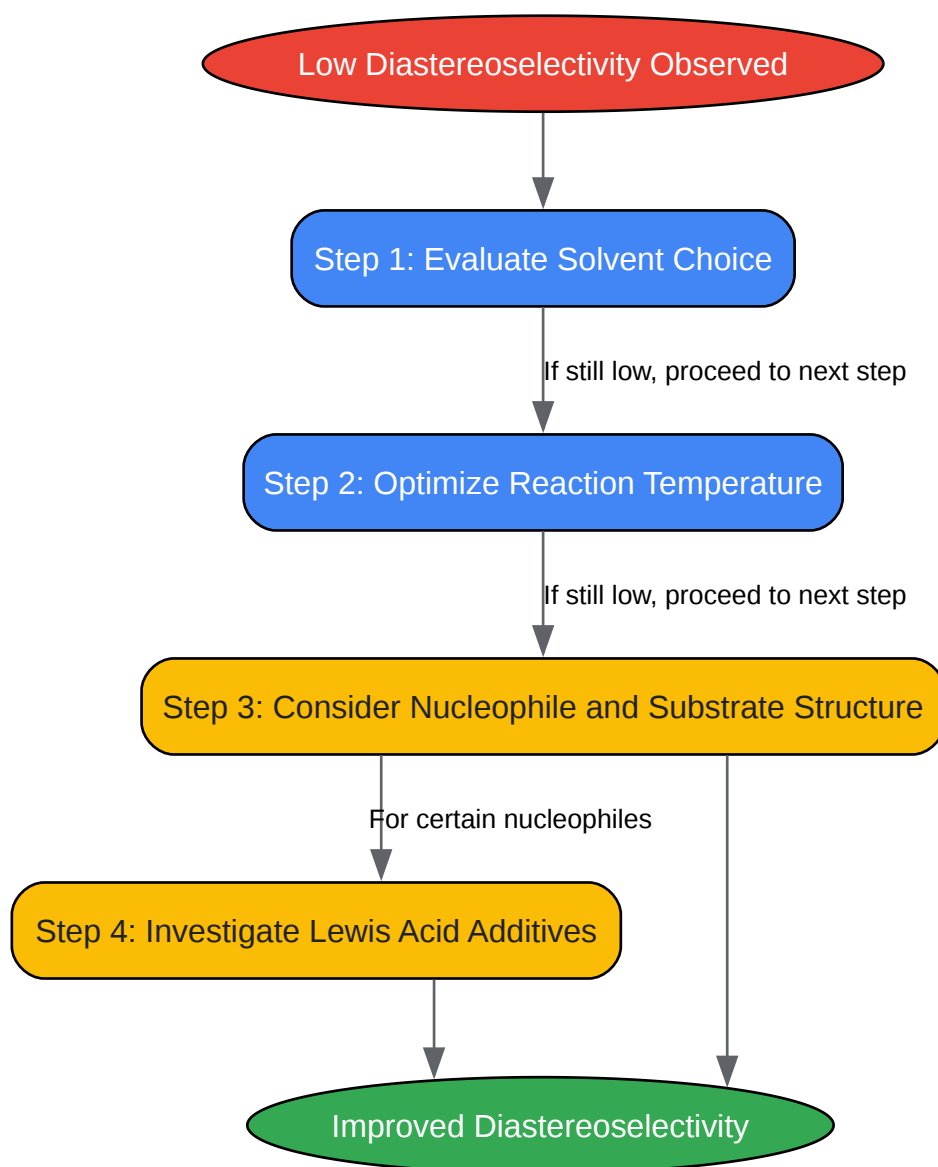 Low Diastereoselectivity Observed
Step 1: Evaluate Solvent Choice
If still low, proceed to next step
Step 2: Optimize Reaction Temperature
If still low, proceed to next step
Step 3: Consider Nucleophile and Substrate Structure
For certain nucleophiles
Step 4: Investigate Lewis Acid Additives
Improved Diastereoselectivity